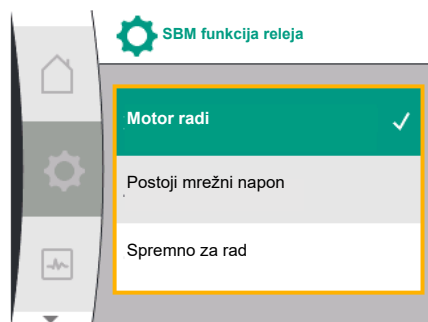 SBM funkcija releja
Motor radi
Postoji mrežni napon
Spremno za rad